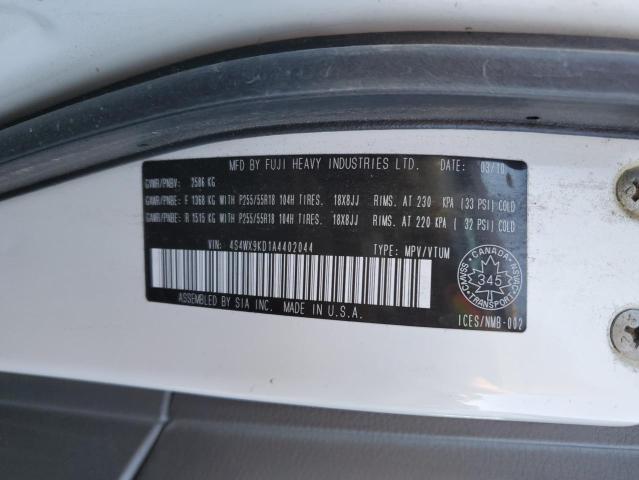 MFD BY FUJI HEAVY INDUSTRIES LTD. DATE: 03/10
GVWR/PNBV: 2586 KG
GAWR/PNBE: F 1368 KG WITH P255/55R18 104H TIRES. 18X8JJ RIMS. AT 230 KPA (33 PSI) COLD
GAWR/PNBE: R 1515 KG WITH P255/55R18 104H TIRES. 18X8JJ RIMS. AT 220 KPA ( 32 PSI) COLD
VIN: 4S4WX9KD1A4402044 TYPE: MPV/VTUM
CANADA
345
TRANSPORT
CMVSS NSVAC
ASSEMBLED BY SIA INC. MADE IN U.S.A.
ICES/NMB-002